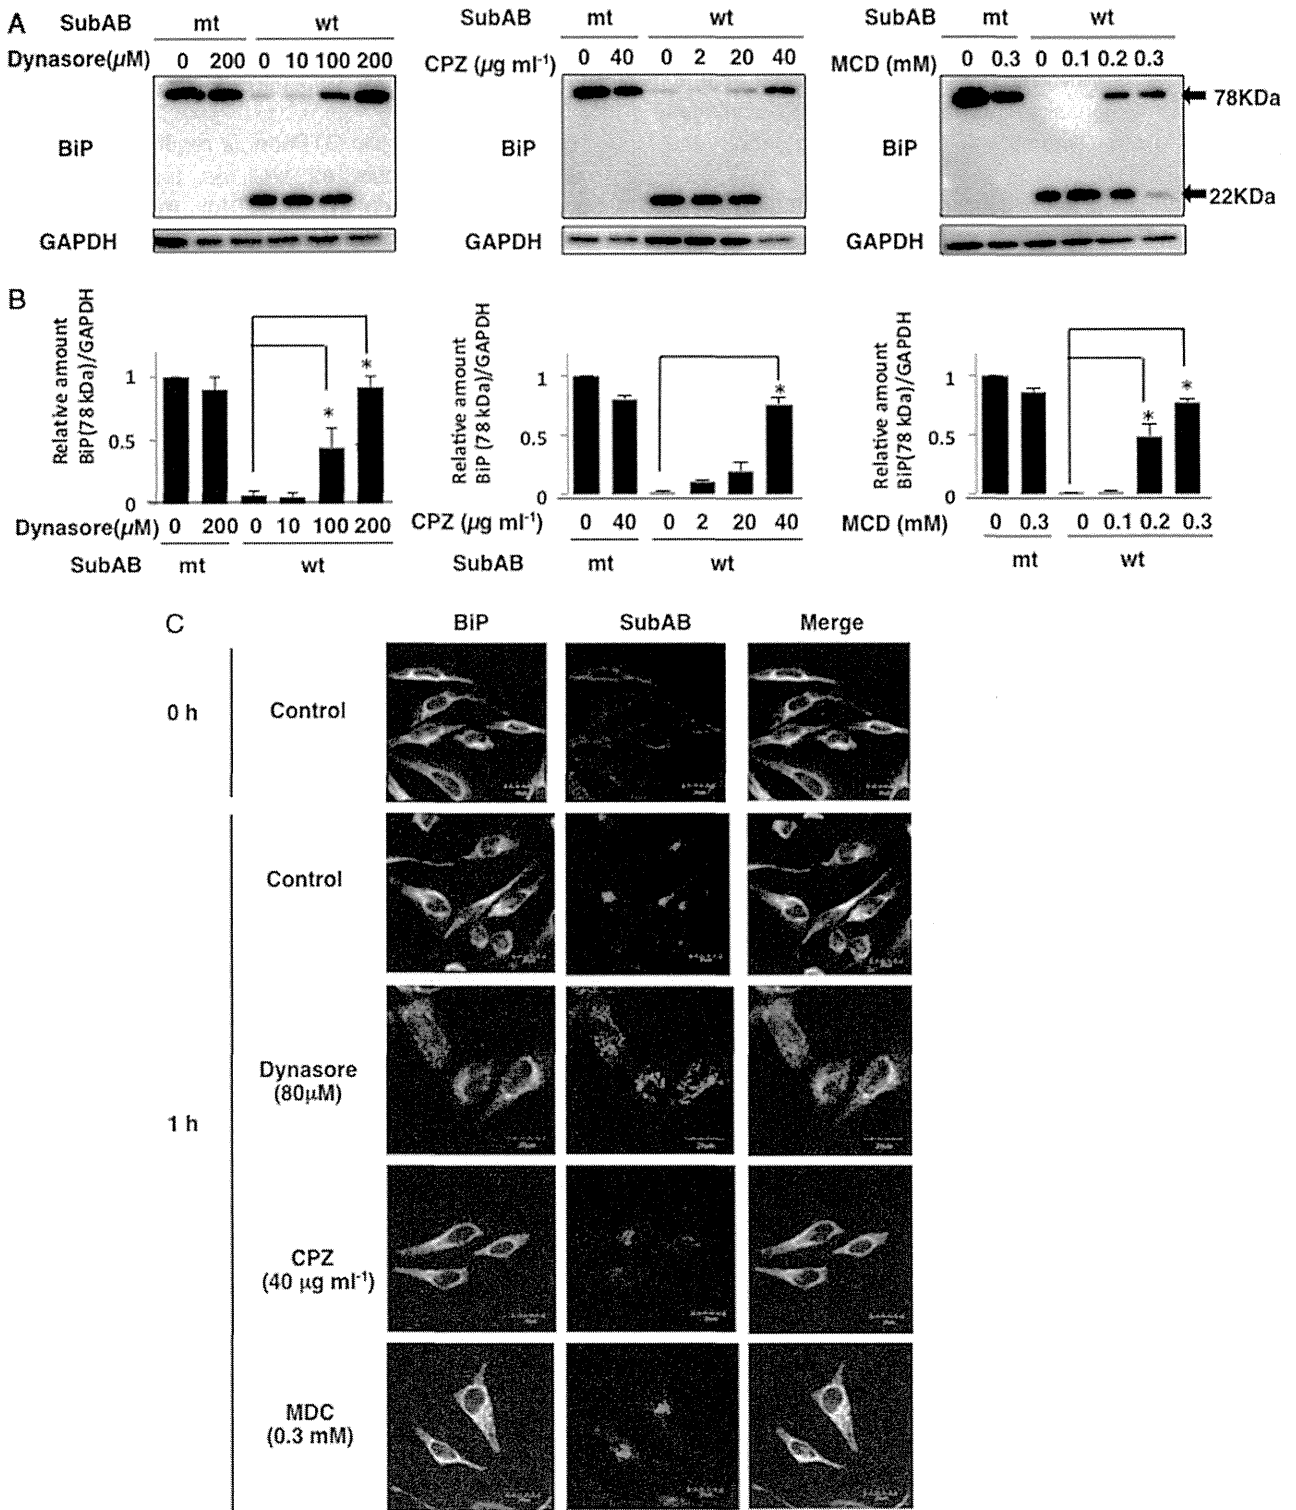 A
SubAB mt wt
Dynasore(µM) 0 200 0 10 100 200
BiP
GAPDH
SubAB mt wt
CPZ (µg ml-1) 0 40 0 2 20 40
BiP
GAPDH
SubAB mt wt
MCD (mM) 0 0.3 0 0.1 0.2 0.3
BiP
78KDa
22KDa
GAPDH
B
Relative amount
BiP(78 kDa)/GAPDH
1
0.5
0
* *
Dynasore(µM) 0 200 0 10 100 200
SubAB mt wt
Relative amount
BiP (78 kDa)/GAPDH
1
0.5
0
*
CPZ (µg ml-1) 0 40 0 2 20 40
SubAB mt wt
Relative amount
BiP(78 kDa)/GAPDH
1
0.5
0
* *
MCD (mM) 0 0.3 0 0.1 0.2 0.3
mt wt
C
BiP SubAB Merge
0 h
Control
1 h
Control
Dynasore
(80µM)
CPZ
(40 µg ml-1)
MDC
(0.3 mM)